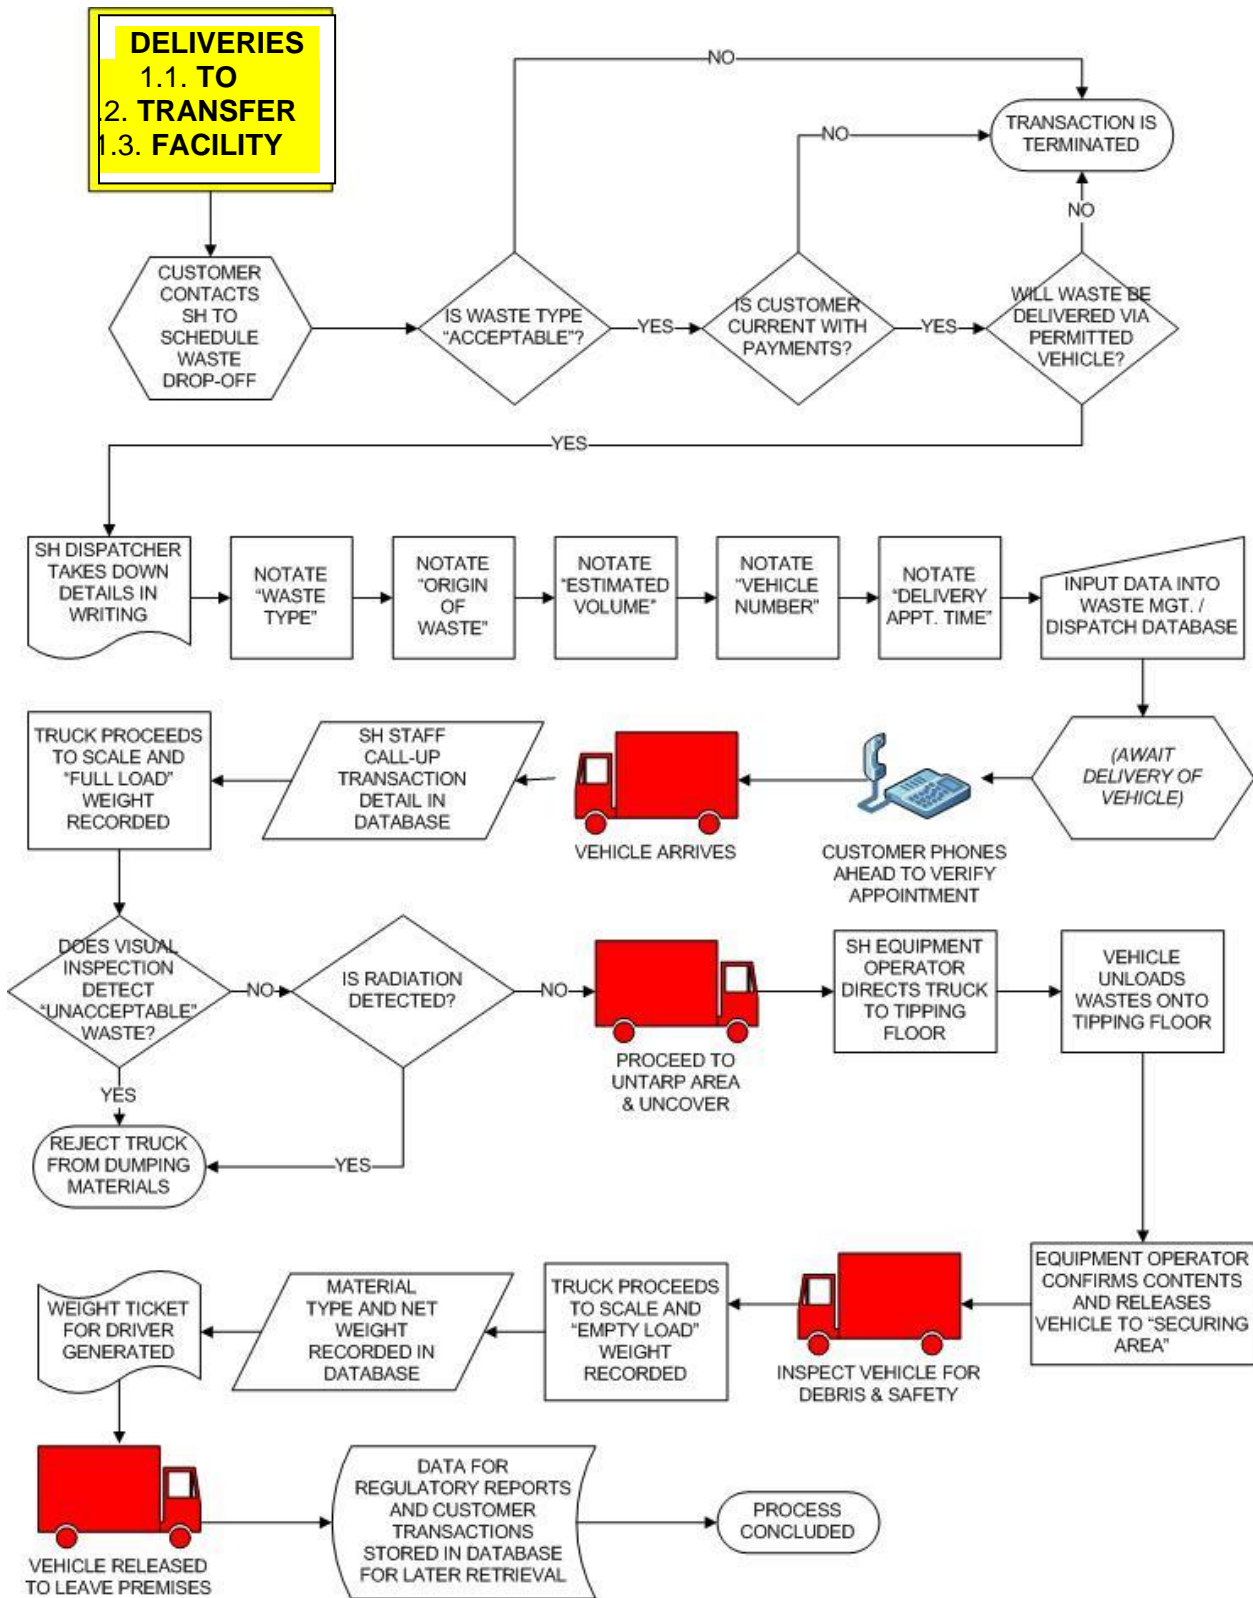 DELIVERIES
1.1. TO
.2. TRANSFER
1.3. FACILITY
NO
TRANSACTION IS
TERMINATED
NO
NO
CUSTOMER
CONTACTS
SH TO
SCHEDULE
WASTE
DROP-OFF
IS WASTE TYPE
"ACCEPTABLE"?
YES
IS CUSTOMER
CURRENT WITH
PAYMENTS?
YES
WILL WASTE BE
DELIVERED VIA
PERMITTED
VEHICLE?
YES
SH DISPATCHER
TAKES DOWN
DETAILS IN
WRITING
NOTATE
"WASTE
TYPE"
NOTATE
"ORIGIN
OF
WASTE"
NOTATE
"ESTIMATED
VOLUME"
NOTATE
"VEHICLE
NUMBER"
NOTATE
"DELIVERY
APPT. TIME"
INPUT DATA INTO
WASTE MGT. /
DISPATCH DATABASE
(AWAIT
DELIVERY OF
VEHICLE)
CUSTOMER PHONES
AHEAD TO VERIFY
APPOINTMENT
VEHICLE ARRIVES
SH STAFF
CALL-UP
TRANSACTION
DETAIL IN
DATABASE
TRUCK PROCEEDS
TO SCALE AND
"FULL LOAD"
WEIGHT
RECORDED
DOES VISUAL
INSPECTION
DETECT
"UNACCEPTABLE"
WASTE?
NO
IS RADIATION
DETECTED?
NO
PROCEED TO
UNTARP AREA
& UNCOVER
SH EQUIPMENT
OPERATOR
DIRECTS TRUCK
TO TIPPING
FLOOR
VEHICLE
UNLOADS
WASTES ONTO
TIPPING FLOOR
YES
REJECT TRUCK
FROM DUMPING
MATERIALS
YES
EQUIPMENT OPERATOR
CONFIRMS CONTENTS
AND RELEASES
VEHICLE TO "SECURING
AREA"
INSPECT VEHICLE FOR
DEBRIS & SAFETY
TRUCK PROCEEDS
TO SCALE AND
"EMPTY LOAD"
WEIGHT
RECORDED
MATERIAL
TYPE AND NET
WEIGHT
RECORDED IN
DATABASE
WEIGHT TICKET
FOR DRIVER
GENERATED
VEHICLE RELEASED
TO LEAVE PREMISES
DATA FOR
REGULATORY REPORTS
AND CUSTOMER
TRANSACTIONS
STORED IN DATABASE
FOR LATER RETRIEVAL
PROCESS
CONCLUDED